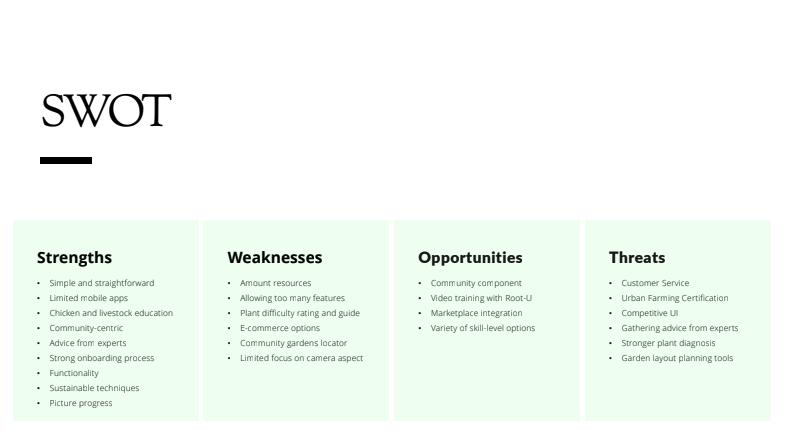 SWOT
Strengths
• Simple and straightforward
• Limited mobile apps
• Chicken and livestock education
• Community-centric
• Advice from experts
• Strong onboarding process
• Functionality
• Sustainable techniques
• Picture progress
Weaknesses
• Amount resources
• Allowing too many features
• Plant difficulty rating and guide
• E-commerce options
• Community gardens locator
• Limited focus on camera aspect
Opportunities
• Community component
• Video training with Root-U
• Marketplace integration
• Variety of skill-level options
Threats
• Customer Service
• Urban Farming Certification
• Competitive UI
• Gathering advice from experts
• Stronger plant diagnosis
• Garden layout planning tools